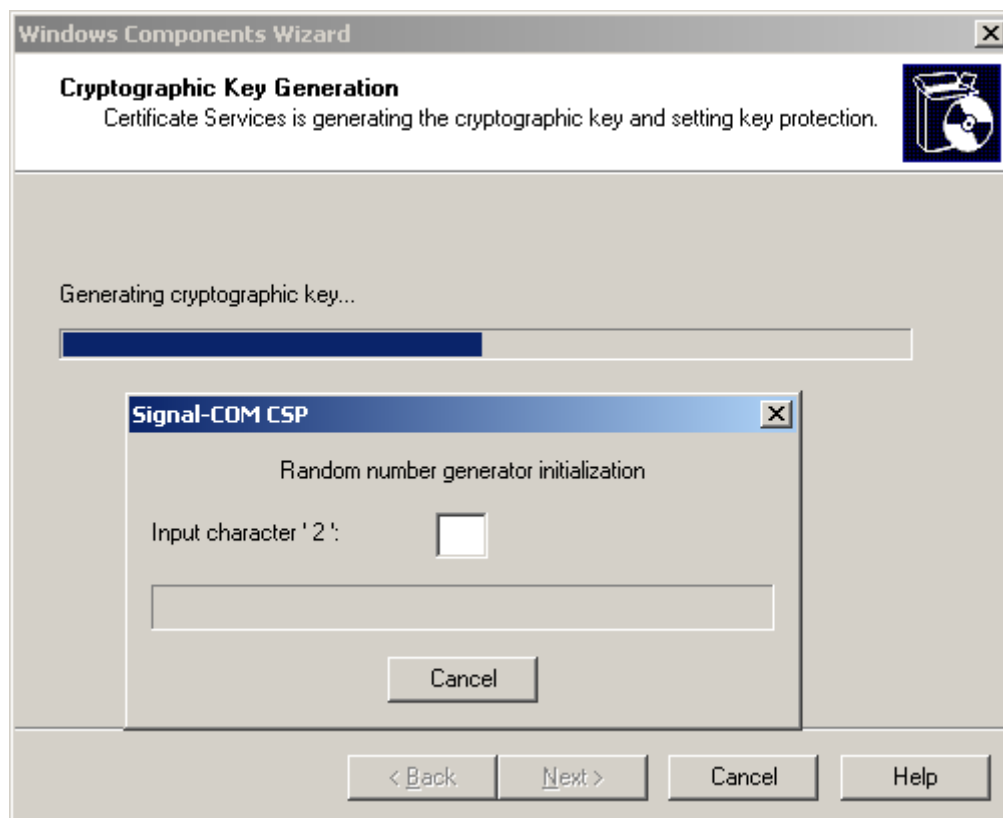 Windows Components Wizard
Cryptographic Key Generation
Certificate Services is generating the cryptographic key and setting key protection.
Generating cryptographic key...
Signal-COM CSP
Random number generator initialization
Input character ' 2 ':
Cancel
< Back Next > Cancel Help